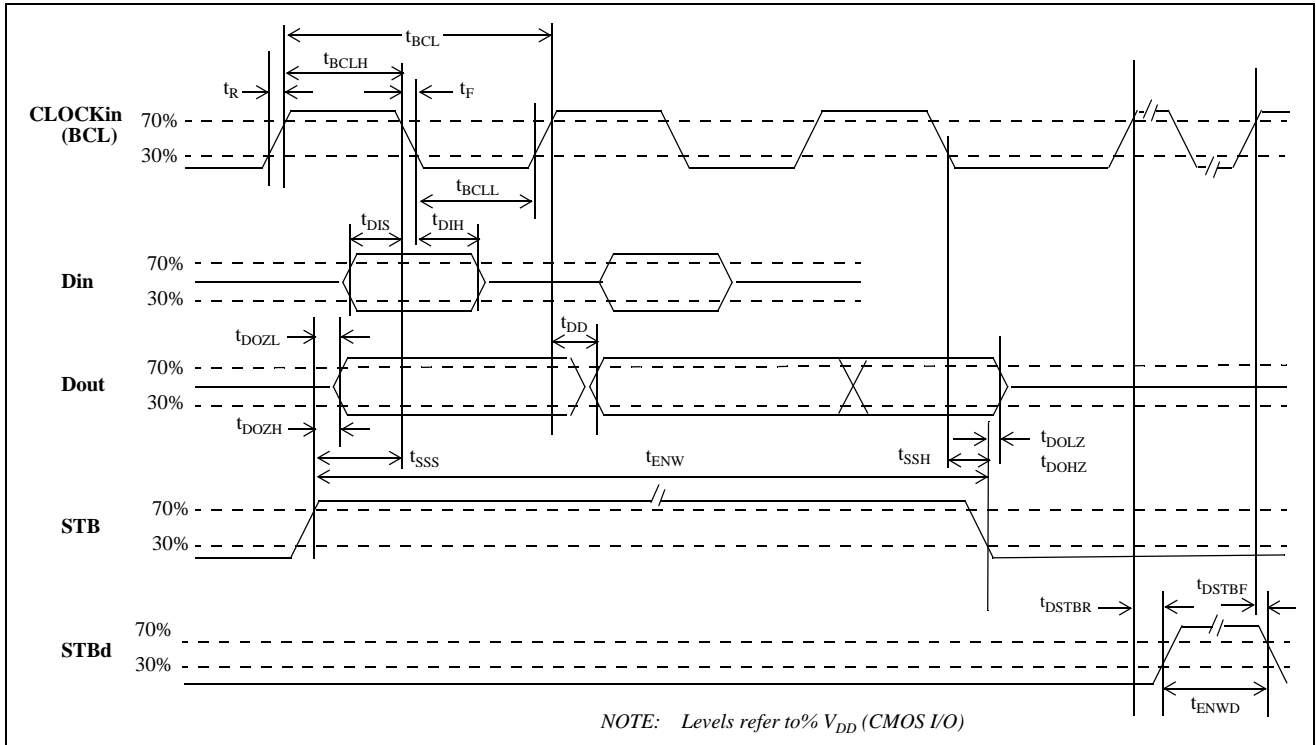 tBCL
tBCLH
tR
tF
CLOCKin
(BCL)
70%
30%
tBCLL
tDIS
tDIH
70%
Din
30%
tDD
tDOZL
70%
Dout
30%
tDOZH
tDOLZ
tSSS
tENW
tSSH
tDOHZ
70%
STB
30%
tDSTBF
tDSTBR
70%
STBd
30%
tENWD
NOTE: Levels refer to% VDD (CMOS I/O)